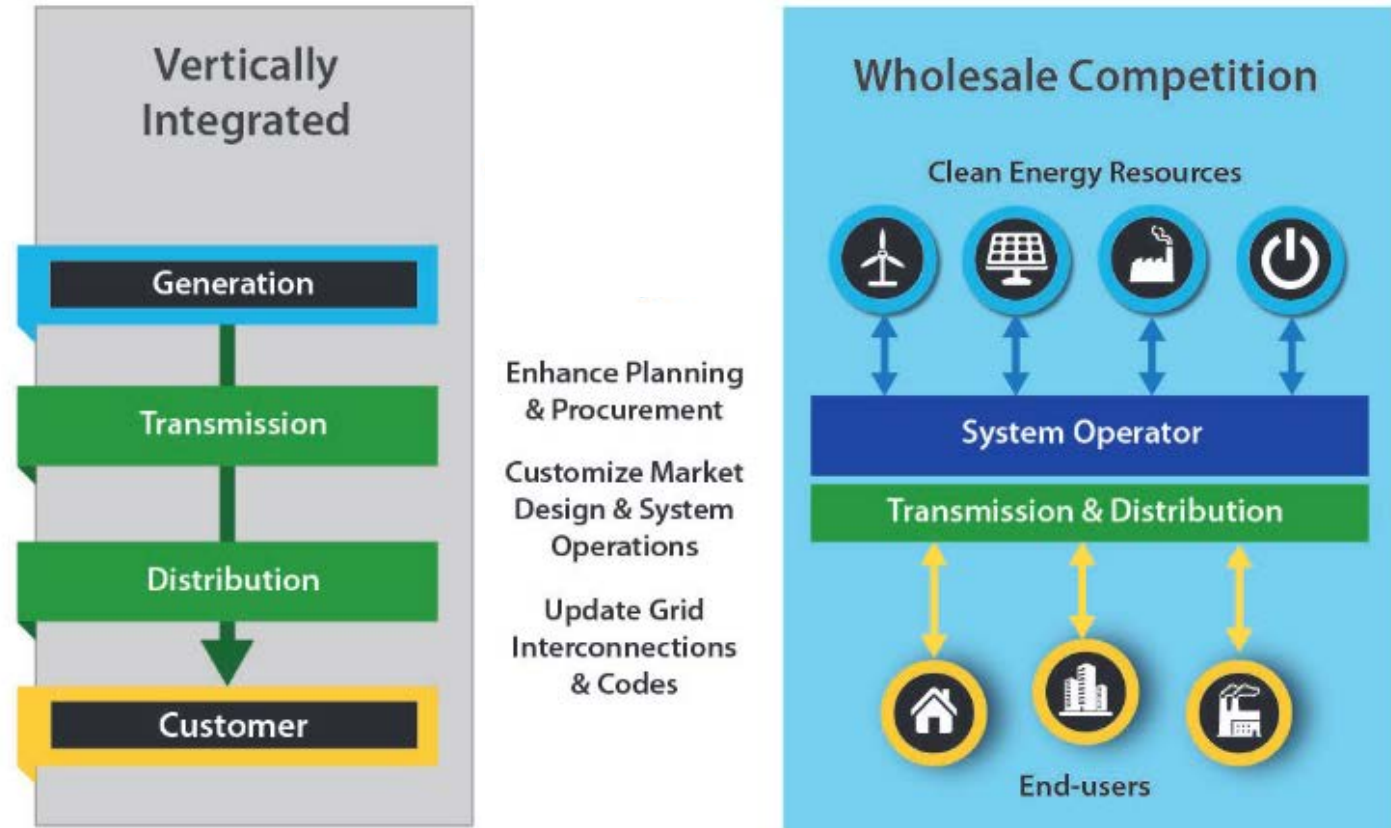 Vertically
Integrated
Generation
Transmission
Distribution
Customer
Enhance Planning
& Procurement
Customize Market
Design & System
Operations
Update Grid
Interconnections
& Codes
Wholesale Competition
Clean Energy Resources
System Operator
Transmission & Distribution
End-users